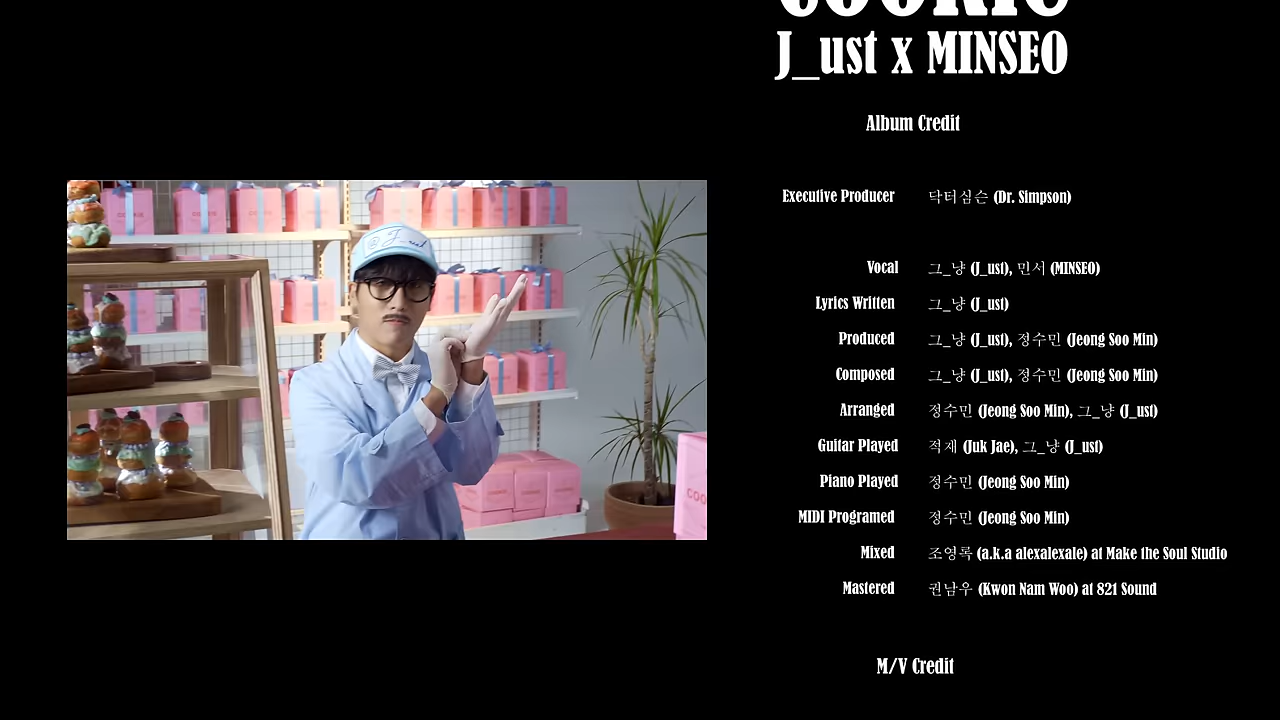 COOKIE
J_ust x MINSEO
Album Credit
Executive Producer 닥터심슨 (Dr. Simpson)
Vocal 그_냥 (J_ust), 민서 (MINSEO)
Lyrics Written 그_냥 (J_ust)
Produced 그_냥 (J_ust), 정수민 (Jeong Soo Min)
Composed 그_냥 (J_ust), 정수민 (Jeong Soo Min)
Arranged 정수민 (Jeong Soo Min), 그_냥 (J_ust)
Guitar Played 적재 (Juk Jae), 그_냥 (J_ust)
Piano Played 정수민 (Jeong Soo Min)
MIDI Programed 정수민 (Jeong Soo Min)
Mixed 조영록 (a.k.a alexalexale) at Make the Soul Studio
Mastered 권남우 (Kwon Nam Woo) at 821 Sound
M/V Credit